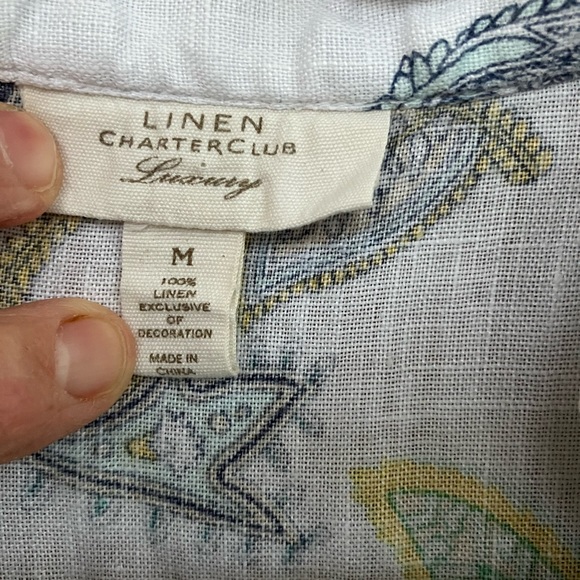 LINEN
CHARTERCLUB
Luxury
M
100%
LINEN
EXCLUSIVE
OF
DECORATION
MADE IN
CHINA